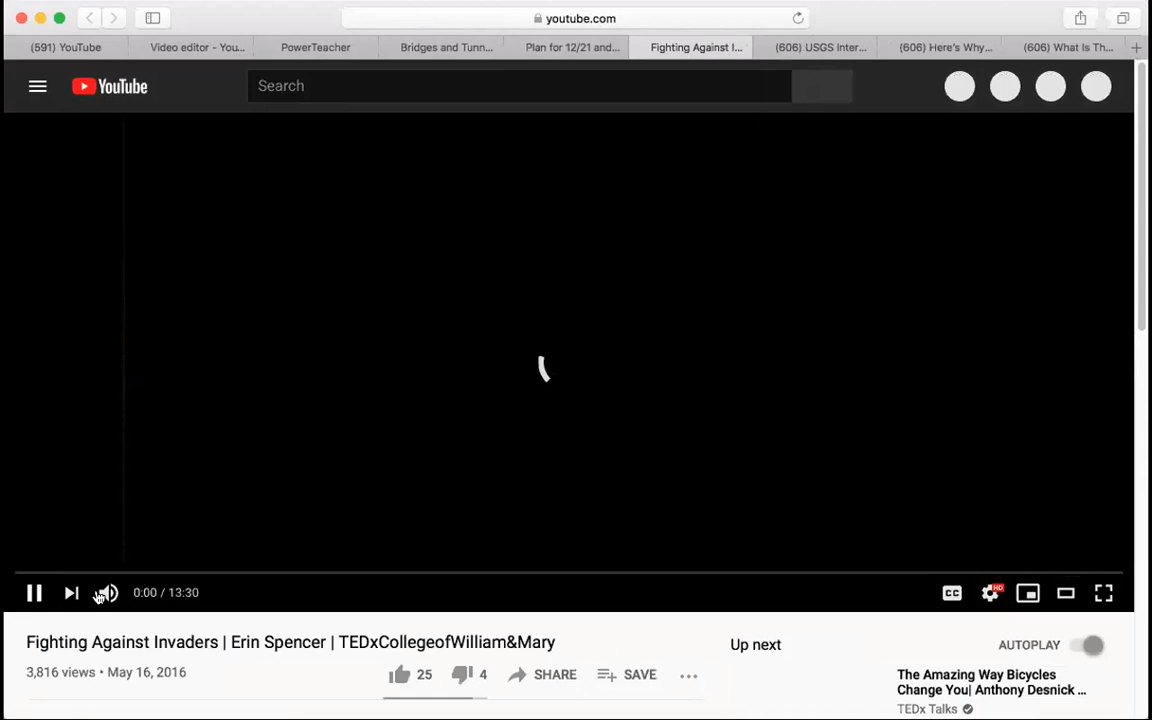 youtube.com
(591) YouTube
Video editor - You...
PowerTeacher
Bridges and Tunn...
Plan for 12/21 and...
Fighting Against I...
(606) USGS Inter...
(606) Here's Why...
(606) What Is Th...
YouTube
Search
0:00 / 13:30
CC
HD
Fighting Against Invaders | Erin Spencer | TEDxCollegeofWilliam&Mary
3,816 views • May 16, 2016
25
4
SHARE
SAVE
Up next
AUTOPLAY
The Amazing Way Bicycles
Change You| Anthony Desnick ...
TEDx Talks